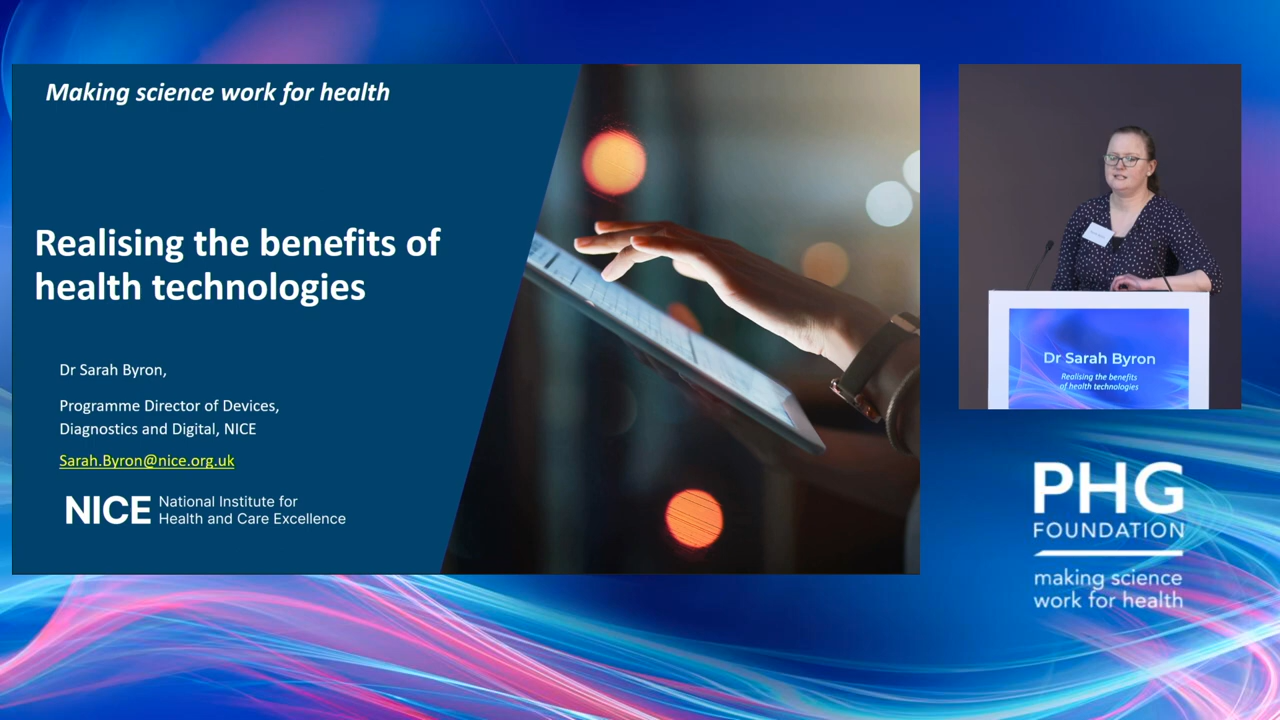 Making science work for health
Realising the benefits of
health technologies
Dr Sarah Byron,
Programme Director of Devices,
Diagnostics and Digital, NICE
Sarah.Byron@nice.org.uk
NICE National Institute for
Health and Care Excellence
Dr Sarah Byron
Realising the benefits
of health technologies
PHG
FOUNDATION
making science
work for health